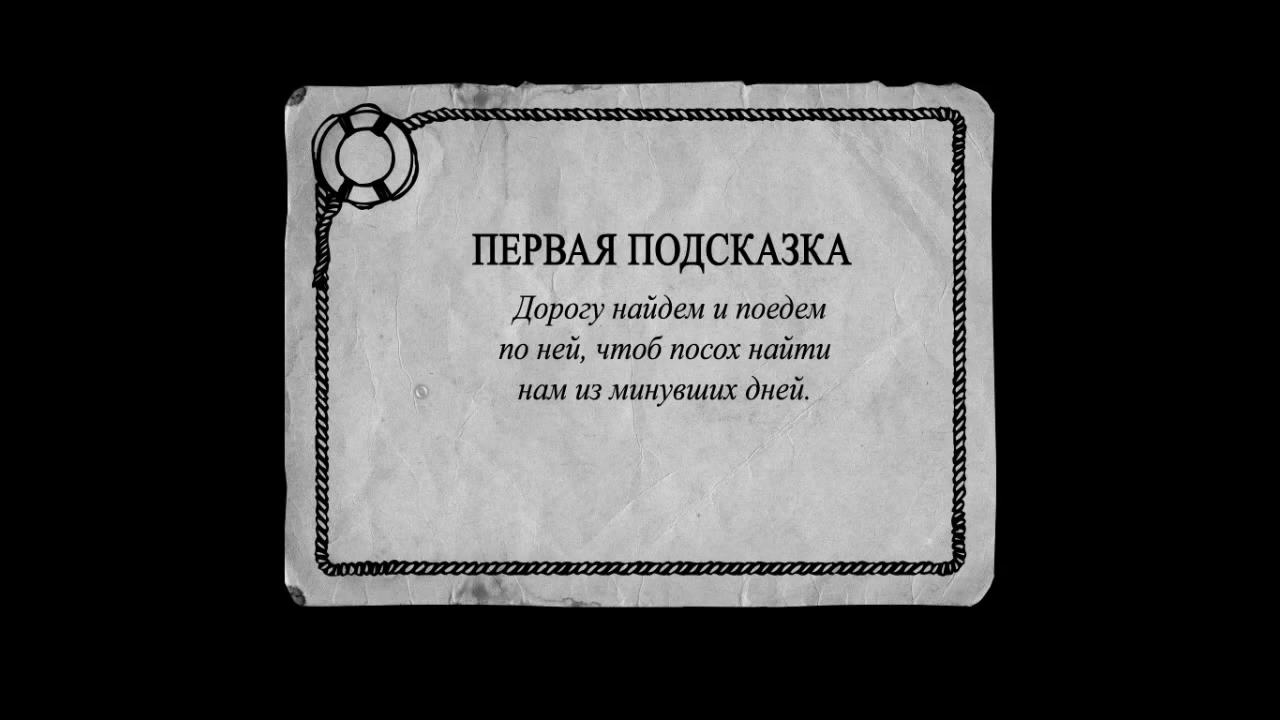 ПЕРВАЯ ПОДСКАЗКА
Дорогу найдем и поедем
по ней, чтоб посох найти
нам из минувших дней.